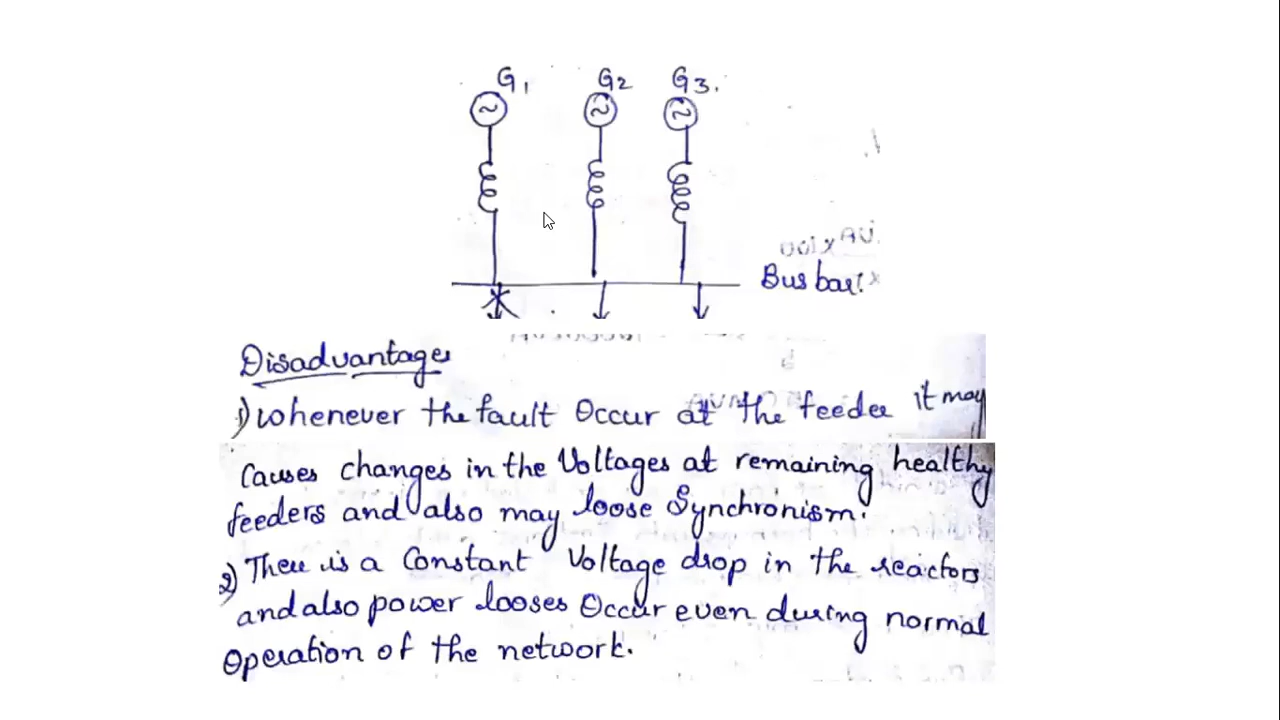 G1 G2 G3.
Bus bar:
Disadvantages
1) Whenever the fault Occur at the feeder it may
Causes changes in the Voltages at remaining healthy
feeders and also may loose Synchronism.
2) There is a Constant Voltage drop in the reactors
and also power looses Occur even during normal
Operation of the network.